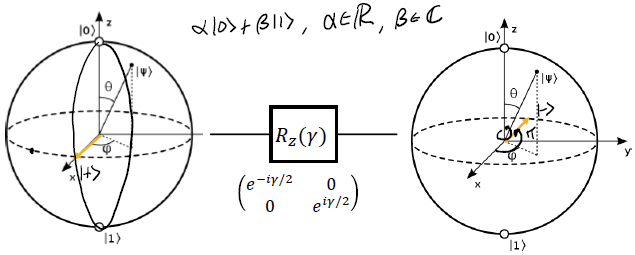 α|0⟩+β|1⟩, α∈ℝ, β∈ℂ
z
|0⟩
|Ψ⟩
θ
φ
x
|+⟩
|1⟩
R_z(γ)
(e^{-iγ/2} 0
0 e^{iγ/2})
z
|0⟩
|Ψ⟩
θ
|-⟩
π
φ
x
y
|1⟩